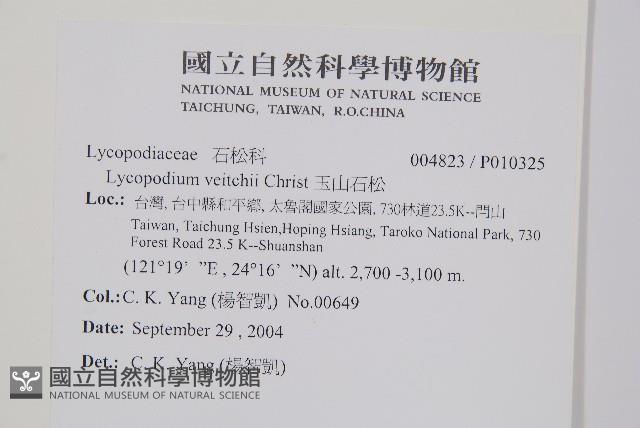 國立自然科學博物館
NATIONAL MUSEUM OF NATURAL SCIENCE
TAICHUNG, TAIWAN, R.O.CHINA
Lycopodiaceae 石松科 004823 / P010325
Lycopodium veitchii Christ 玉山石松
Loc.: 台灣, 台中縣和平鄉, 太魯閣國家公園, 730林道23.5K--閂山
Taiwan, Taichung Hsien,Hoping Hsiang, Taroko National Park, 730
Forest Road 23.5 K--Shuanshan
(121°19’ ”E , 24°16’ ”N) alt. 2,700 -3,100 m.
Col.: C. K. Yang (楊智凱) No.00649
Date: September 29 , 2004
Det.: C. K. Yang (楊智凱)
國立自然科學博物館
NATIONAL MUSEUM OF NATURAL SCIENCE